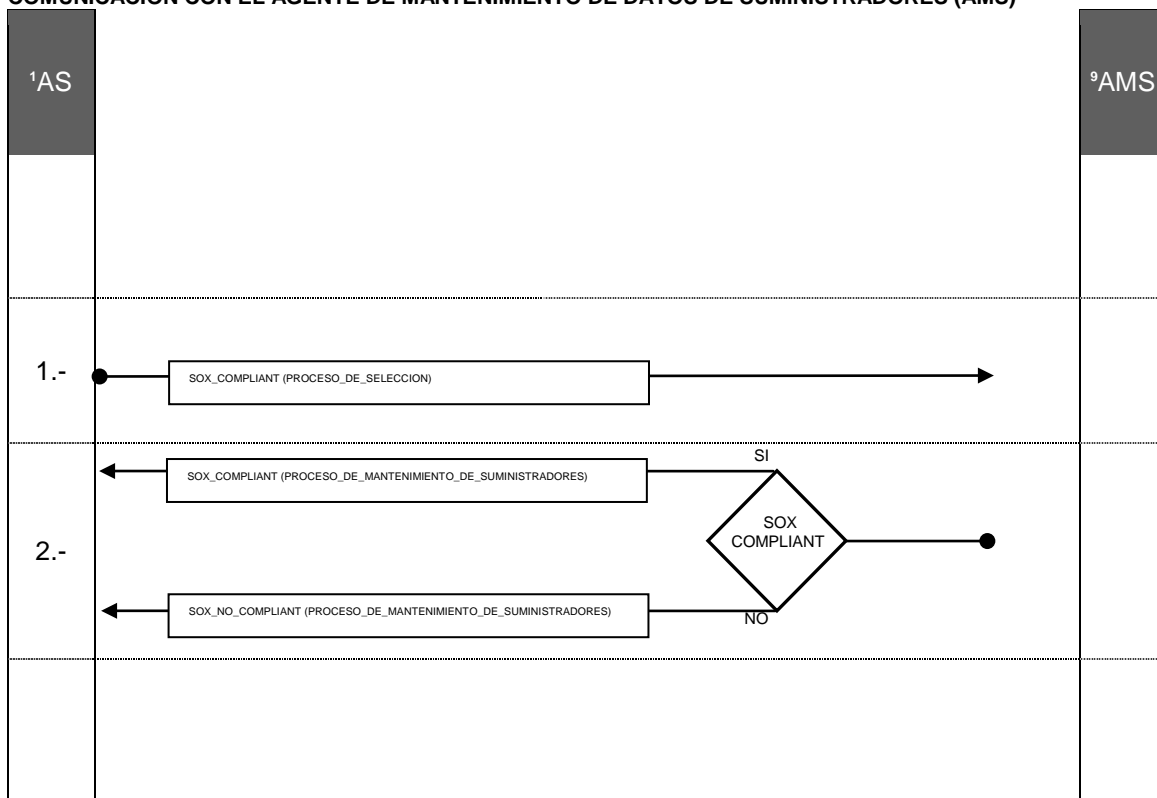 COMUNICACIÓN CON EL AGENTE DE MANTENIMIENTO DE DATOS DE SUMINISTRADORES (AMS)
¹AS
⁹AMS
1.-
SOX_COMPLIANT (PROCESO_DE_SELECCION)
2.-
SI
SOX_COMPLIANT (PROCESO_DE_MANTENIMIENTO_DE_SUMINISTRADORES)
SOX
COMPLIANT
SOX_NO_COMPLIANT (PROCESO_DE_MANTENIMIENTO_DE_SUMINISTRADORES)
NO